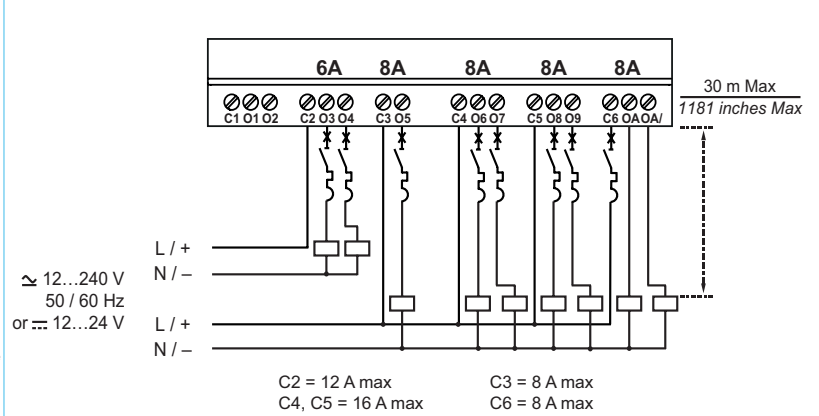 6A 8A 8A 8A 8A
C1 O1 O2 C2 O3 O4 C3 O5 C4 O6 O7 C5 O8 O9 C6 OA OA/
30 m Max
1181 inches Max
L / +
N / –
≃ 12...240 V
50 / 60 Hz
or ⎓ 12...24 V
L / +
N / –
C2 = 12 A max C3 = 8 A max
C4, C5 = 16 A max C6 = 8 A max